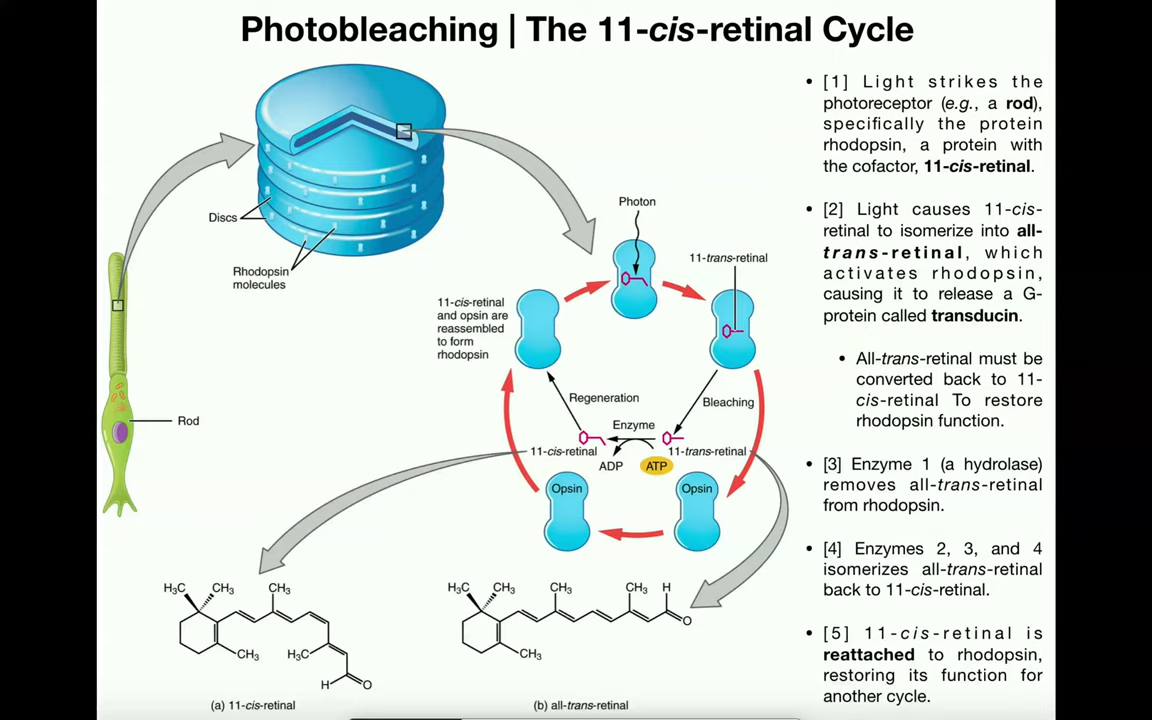 Photobleaching | The 11-cis-retinal Cycle
Discs
Rhodopsin
molecules
Rod
Photon
11-trans-retinal
11-cis-retinal
and opsin are
reassembled
to form
rhodopsin
Regeneration
Bleaching
Enzyme
11-cis-retinal
11-trans-retinal
ADP
ATP
Opsin
Opsin
H₃C
CH₃
CH₃
CH₃
H₃C
H
O
(a) 11-cis-retinal
H₃C
CH₃
CH₃
CH₃
H
O
CH₃
(b) all-trans-retinal
• [1] Light strikes the
photoreceptor (e.g., a rod),
specifically the protein
rhodopsin, a protein with
the cofactor, 11-cis-retinal.
• [2] Light causes 11-cis-
retinal to isomerize into all-
trans-retinal, which
activates rhodopsin,
causing it to release a G-
protein called transducin.
• All-trans-retinal must be
converted back to 11-
cis-retinal To restore
rhodopsin function.
• [3] Enzyme 1 (a hydrolase)
removes all-trans-retinal
from rhodopsin.
• [4] Enzymes 2, 3, and 4
isomerizes all-trans-retinal
back to 11-cis-retinal.
• [5] 11-cis-retinal is
reattached to rhodopsin,
restoring its function for
another cycle.